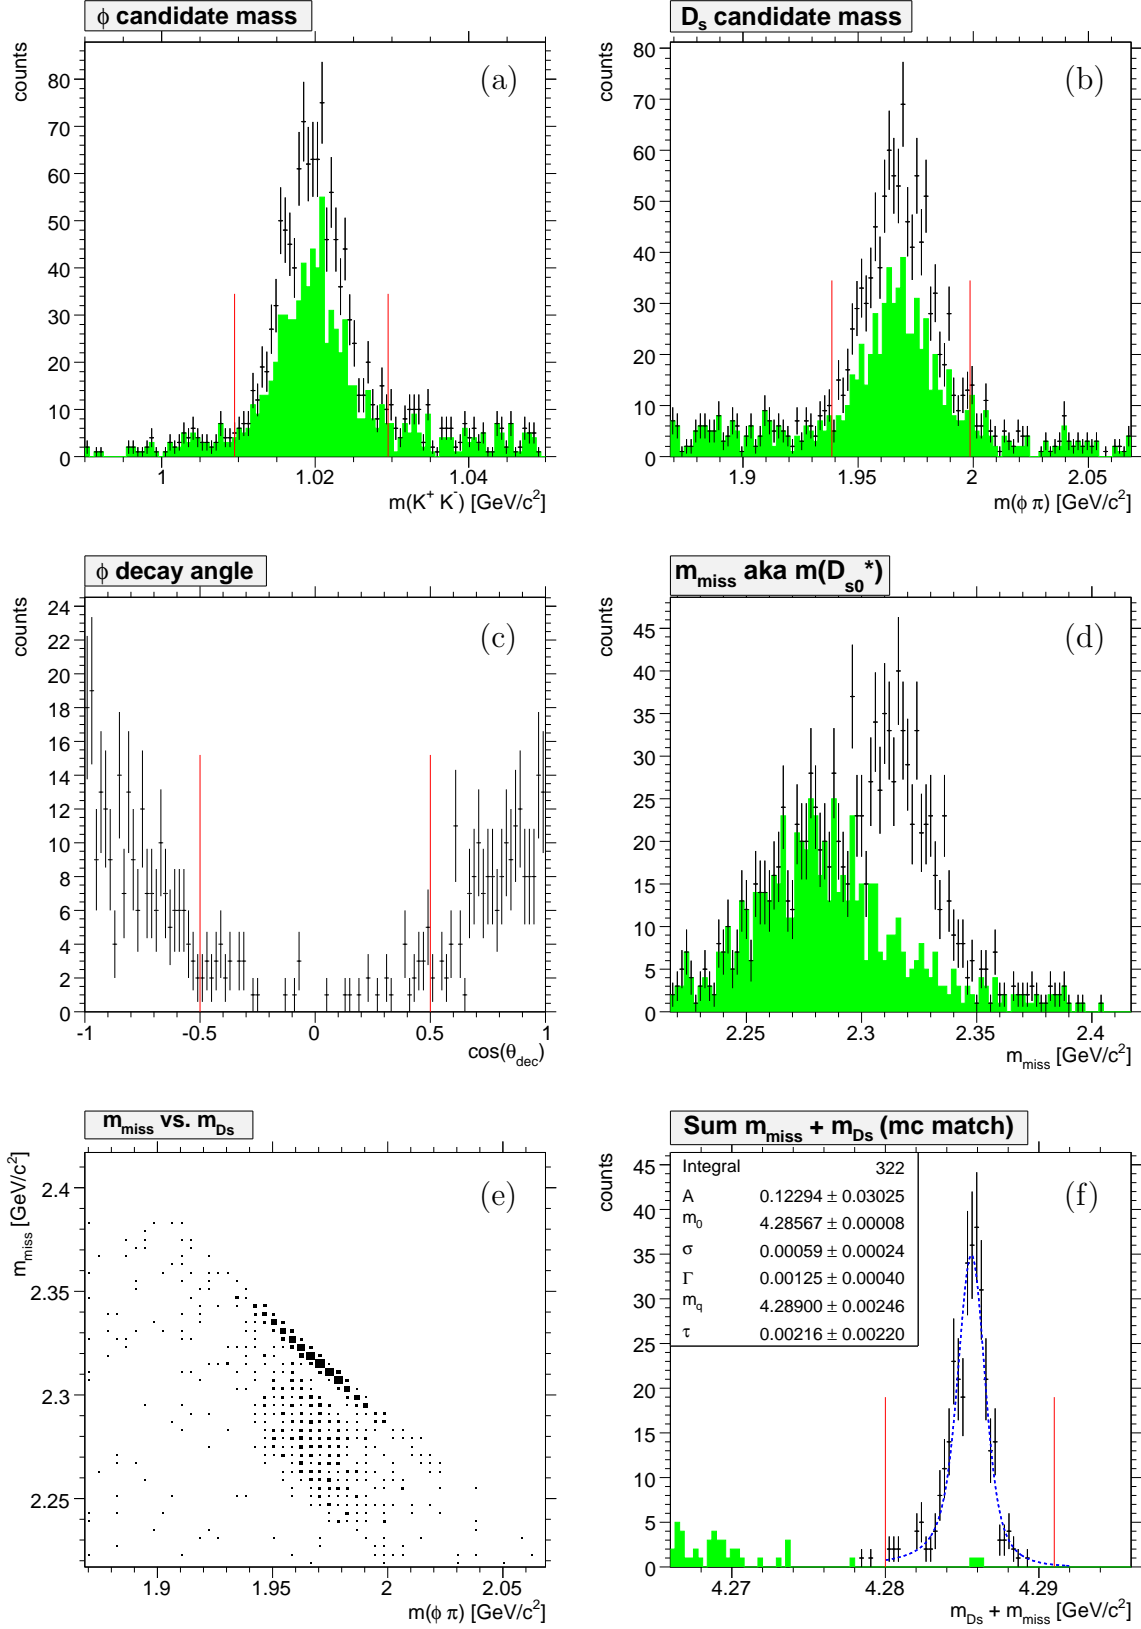 ϕ candidate mass
counts
(a)
80
70
60
50
40
30
20
10
0
1 1.02 1.04
m(K⁺ K⁻) [GeV/c²]
Dₛ candidate mass
counts
(b)
80
70
60
50
40
30
20
10
0
1.9 1.95 2 2.05
m(ϕ π) [GeV/c²]
ϕ decay angle
counts
(c)
24
22
20
18
16
14
12
10
8
6
4
2
0
-1 -0.5 0 0.5 1
cos(θ_dec)
m_miss aka m(D_s0*)
counts
(d)
45
40
35
30
25
20
15
10
5
0
2.25 2.3 2.35 2.4
m_miss [GeV/c²]
m_miss vs. m_Ds
m_miss [GeV/c²]
(e)
2.4
2.35
2.3
2.25
1.9 1.95 2 2.05
m(ϕ π) [GeV/c²]
Sum m_miss + m_Ds (mc match)
counts
(f)
45
40
35
30
25
20
15
10
5
0
Integral 322
A 0.12294 ± 0.03025
m₀ 4.28567 ± 0.00008
σ 0.00059 ± 0.00024
Γ 0.00125 ± 0.00040
m_q 4.28900 ± 0.00246
τ 0.00216 ± 0.00220
4.27 4.28 4.29
m_Ds + m_miss [GeV/c²]